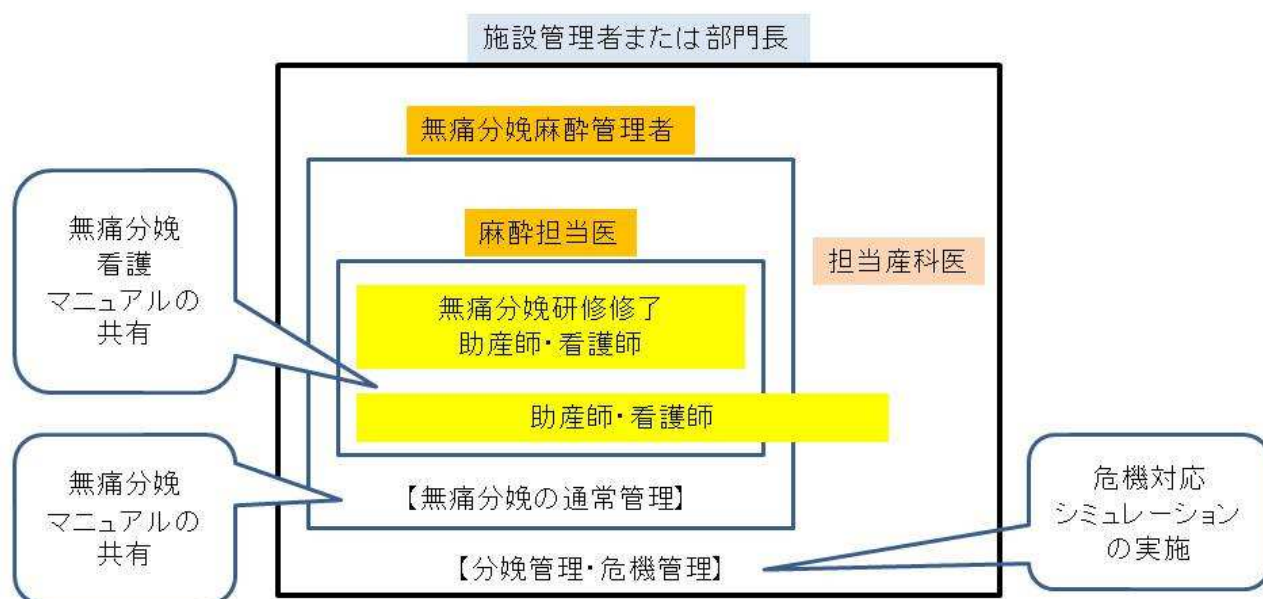 施設管理者または部門長
無痛分娩麻酔管理者
麻酔担当医
担当産科医
無痛分娩研修修了
助産師・看護師
助産師・看護師
【無痛分娩の通常管理】
【分娩管理・危機管理】
無痛分娩
看護
マニュアルの
共有
無痛分娩
マニュアルの
共有
危機対応
シミュレーション
の実施